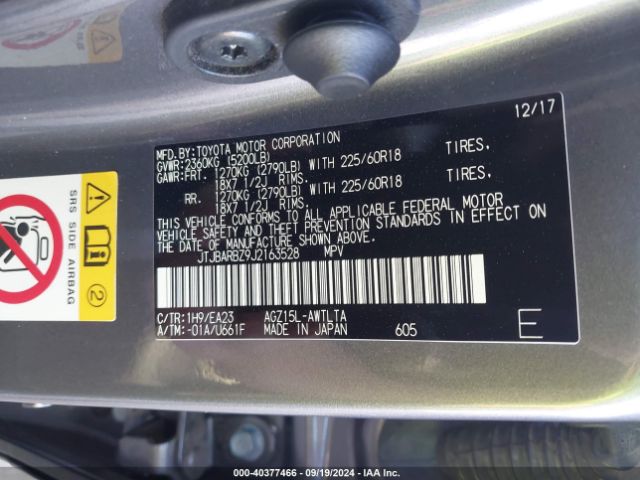 12/17
MFD.BY: TOYOTA MOTOR CORPORATION
GVWR: 2360KG (5200LB)
GAWR: FRT. 1270KG (2790LB) WITH 225/60R18 TIRES.
18X7 1/2J RIMS.
RR. 1270KG (2790LB) WITH 225/60R18 TIRES.
18X7 1/2J RIMS.
THIS VEHICLE CONFORMS TO ALL APPLICABLE FEDERAL MOTOR
VEHICLE SAFETY AND THEFT PREVENTION STANDARDS IN EFFECT ON
THE DATE OF MANUFACTURE SHOWN ABOVE.
JTJBARBZ9J2163528 MPV
C/TR: 1H9/EA23 AGZ15L-AWTLTA
A/TM: -01A/U661F MADE IN JAPAN 605 E
SRS SIDE AIRBAG
2
000-40377466 - 09/19/2024 - IAA Inc.